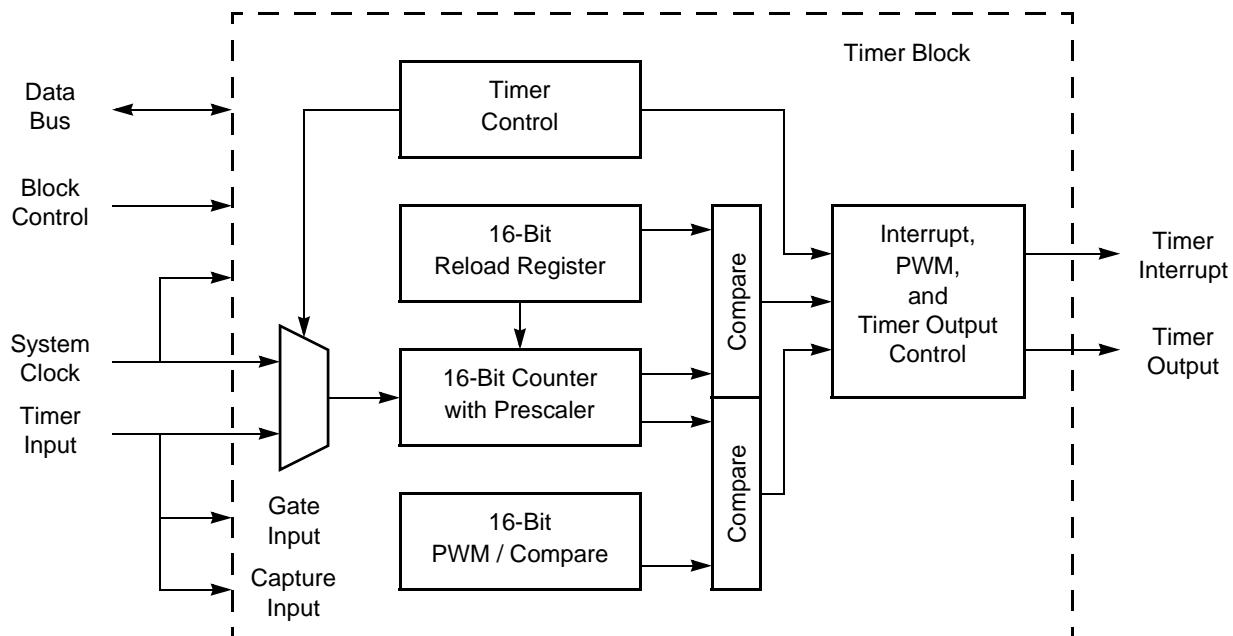 Timer Block
Data
Bus
Timer
Control
Block
Control
16-Bit
Reload Register
Compare
Interrupt,
PWM,
and
Timer Output
Control
Timer
Interrupt
System
Clock
16-Bit Counter
with Prescaler
Timer
Output
Timer
Input
Compare
Gate
Input
16-Bit
PWM / Compare
Capture
Input